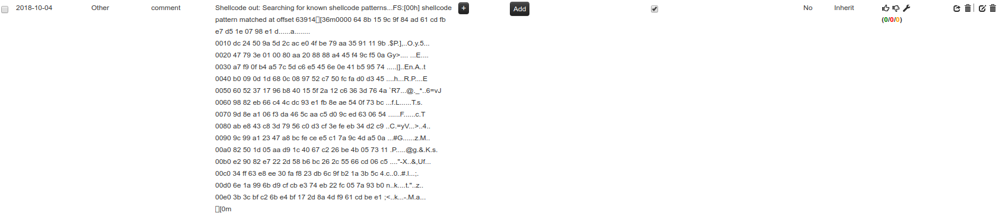 2018-10-04 Other comment Shellcode out: Searching for known shellcode patterns...FS:[00h] shellcode + Add No Inherit
pattern matched at offset 63914[36m0000 64 8b 15 9c 9f 84 ad 61 cd fb (0/0/0)
e7 d5 1e 07 98 e1 d......a........
0010 dc 24 50 9a 5d 2c ac e0 4f be 79 aa 35 91 11 9b .$P.],..O.y.5...
0020 47 79 3e 01 00 80 aa 20 88 88 a4 45 f4 9c f5 0a Gy>.... ...E....
0030 a7 f9 0f b4 a5 7c 5d c6 e5 45 6e 0e 41 b5 95 74 .....|]..En.A..t
0040 b0 09 0d 1d 68 0c 08 97 52 c7 50 fc fa d0 d3 45 ....h...R.P....E
0050 60 52 37 17 96 b8 40 15 5f 2a 12 c6 36 3d 76 4a `R7...@._*..6=vJ
0060 98 82 eb 66 c4 4c dc 93 e1 fb 8e ae 54 0f 73 bc ...f.L......T.s.
0070 9d 8e a1 06 f3 da 46 5c aa c5 d0 9c ed 63 06 54 ......F\......c.T
0080 ab e8 43 c8 3d 79 56 c0 d3 cf 3e fe eb 34 d2 c9 ..C.=yV...>..4..
0090 9c 99 a1 23 47 a8 bc fe ce e5 c1 7a 9c 4d a5 0a ...#G......z.M..
00a0 82 50 1d 05 aa d9 1c 40 67 c2 26 be 4b 05 73 11 .P.....@g.&.K.s.
00b0 e2 90 82 e7 22 2d 58 b6 bc 26 2c 55 66 cd 06 c5 ...."-X..&,Uf...
00c0 34 ff 63 e8 ee 30 fa f8 23 db 6c 9f b2 1a 3b 5c 4.c..0..#.l...;.
00d0 6e 1a 99 6b d9 cf cb e3 74 eb 22 fc 05 7a 93 b0 n..k....t."..z..
00e0 3b 3c bf c2 6b e4 bf 17 2d 8a 4d f9 61 cd be e1 ;<..k...-.M.a...
[0m